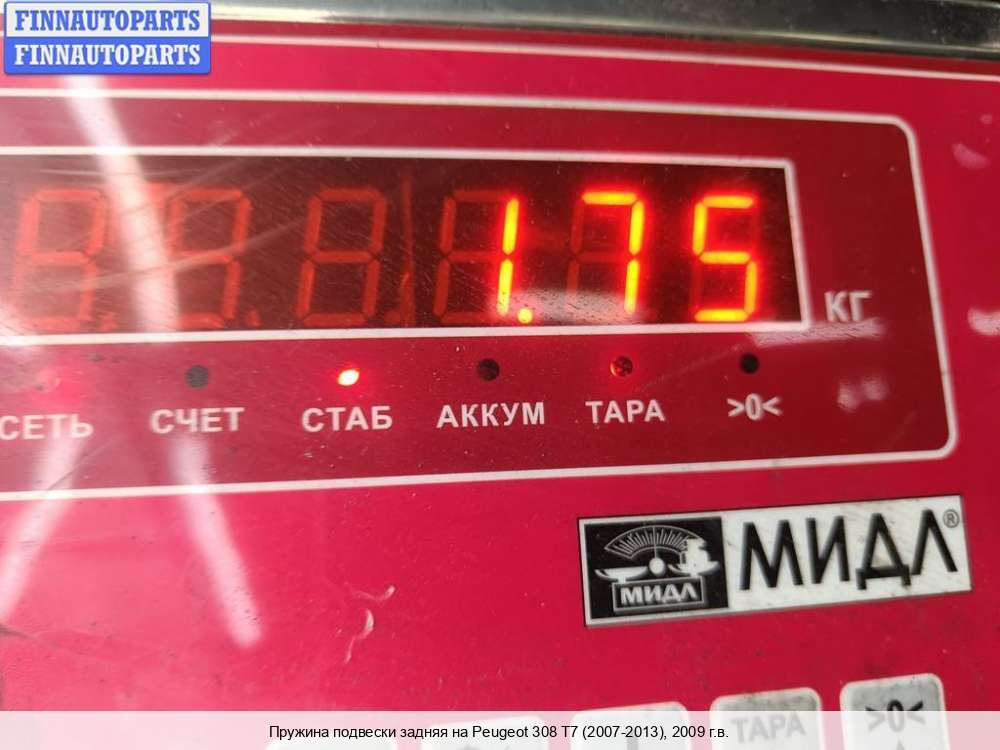 FINNAUTOPARTS
FINNAUTOPARTS
1.75
КГ
СЕТЬ СЧЕТ СТАБ АККУМ ТАРА >0<
МИДЛ®
МИДЛ
ТАРА >0<
Пружина подвески задняя на Peugeot 308 T7 (2007-2013), 2009 г.в.